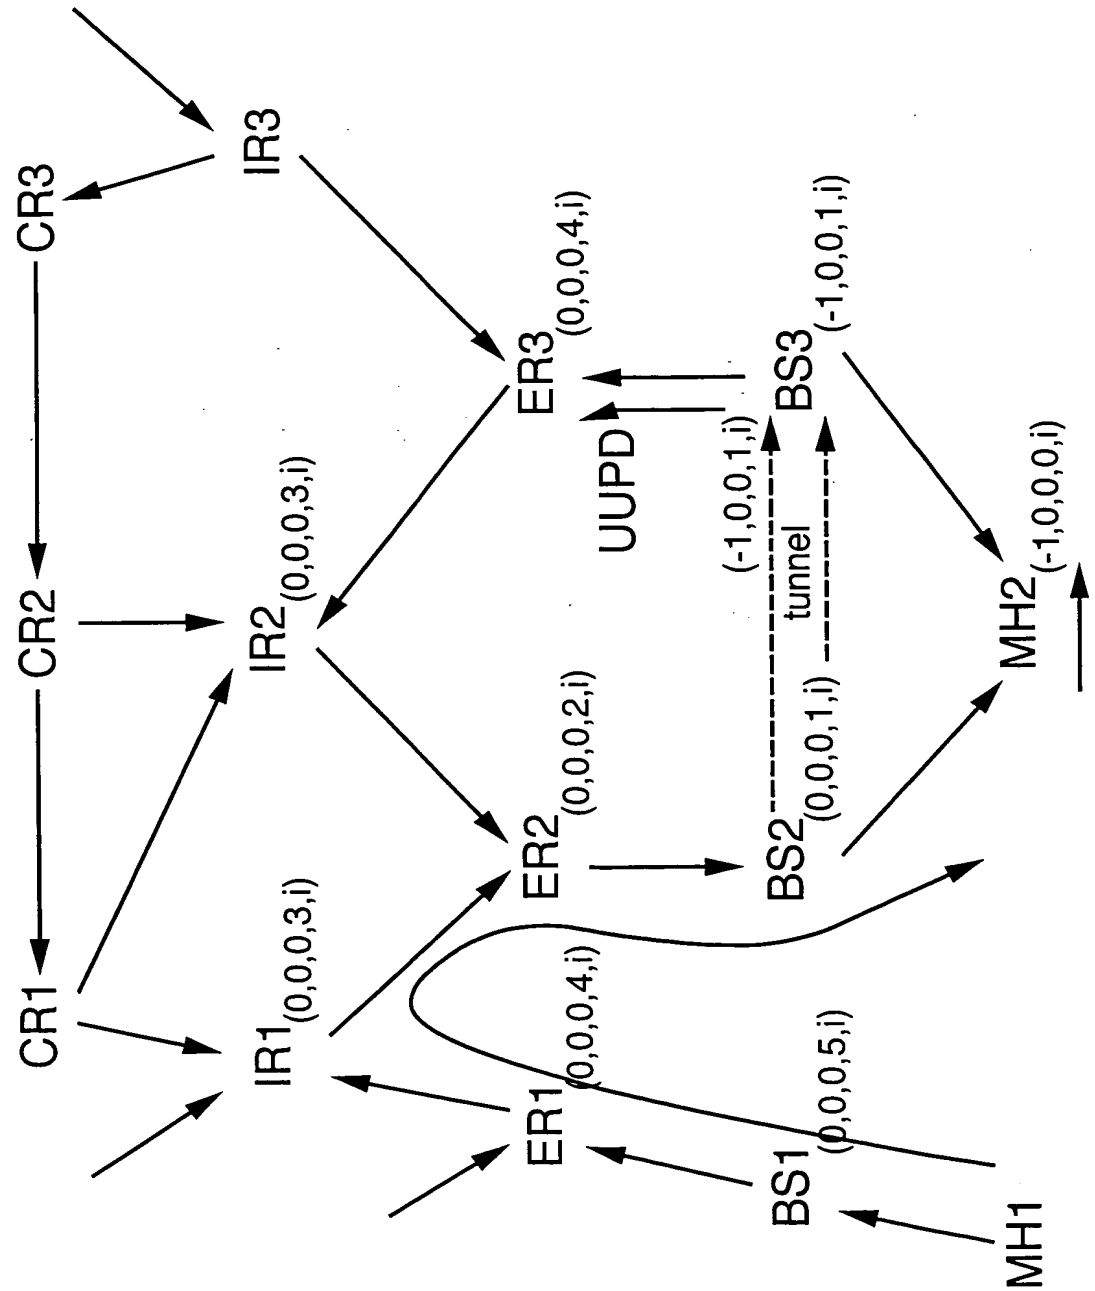 CR1
CR2
CR3
IR1 (0,0,0,3,i)
IR2 (0,0,0,3,i)
IR3
ER1 (0,0,0,4,i)
ER2 (0,0,0,2,i)
ER3 (0,0,0,4,i)
UUPD
(-1,0,0,1,i)
tunnel
BS1 (0,0,0,5,i)
BS2 (0,0,0,1,i)
BS3 (-1,0,0,1,i)
MH1
MH2 (-1,0,0,0,i)